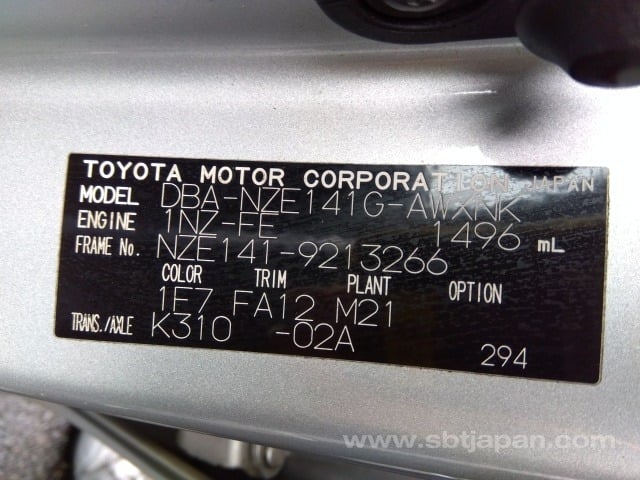 TOYOTA MOTOR CORPORATION JAPAN
MODEL DBA-NZE141G-AWXNK
ENGINE 1NZ-FE 1496 mL
FRAME No. NZE141-9213266
COLOR TRIM PLANT OPTION
1E7 FA12 M21
TRANS./AXLE K310 -02A
294
www.sbtjapan.com